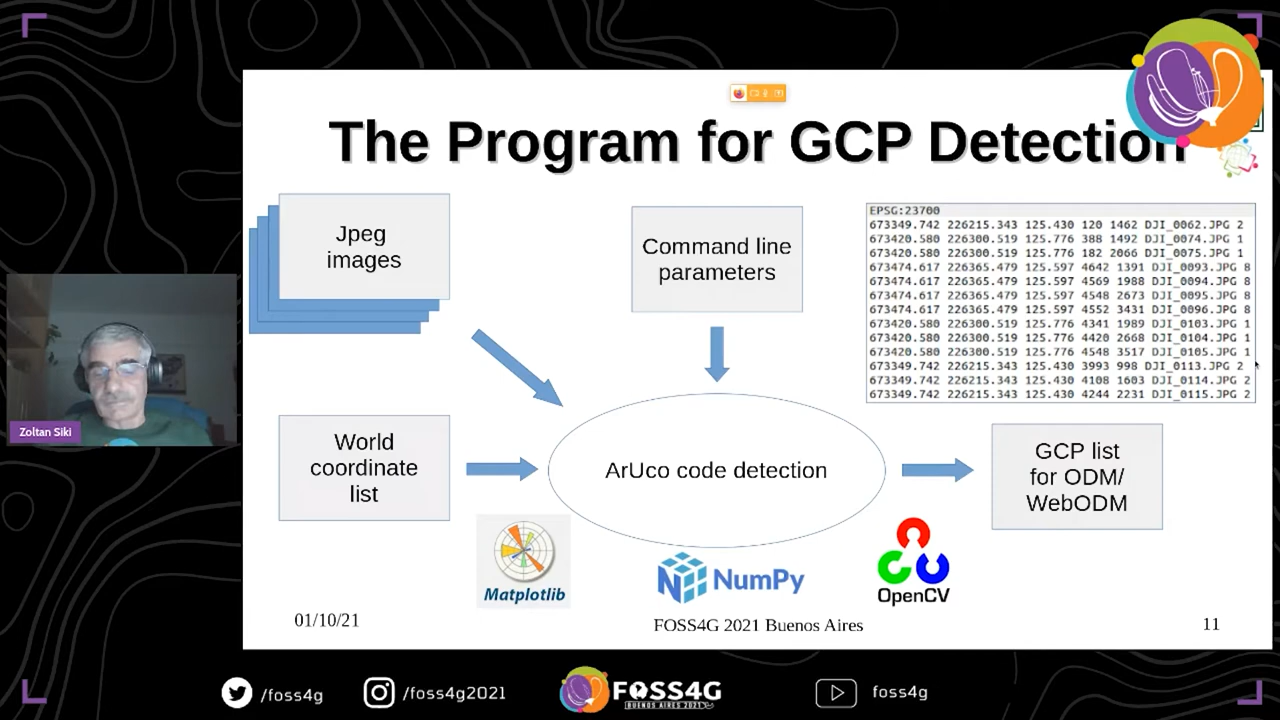 The Program for GCP Detection
Jpeg
images
Command line
parameters
EPSG:23700
673349.742 226215.343 125.430 120 1462 DJI_0062.JPG 2
673420.580 226300.519 125.776 388 1492 DJI_0074.JPG 1
673420.580 226300.519 125.776 182 2066 DJI_0075.JPG 1
673474.617 226365.479 125.597 4642 1391 DJI_0093.JPG 8
673474.617 226365.479 125.597 4569 1988 DJI_0094.JPG 8
673474.617 226365.479 125.597 4548 2673 DJI_0095.JPG 8
673474.617 226365.479 125.597 4552 3431 DJI_0096.JPG 8
673420.580 226300.519 125.776 4341 1989 DJI_0103.JPG 1
673420.580 226300.519 125.776 4420 2668 DJI_0104.JPG 1
673420.580 226300.519 125.776 4548 3517 DJI_0105.JPG 1
673349.742 226215.343 125.430 3993 998 DJI_0113.JPG 2
673349.742 226215.343 125.430 4108 1603 DJI_0114.JPG 2
673349.742 226215.343 125.430 4244 2231 DJI_0115.JPG 2
World
coordinate
list
ArUco code detection
GCP list
for ODM/
WebODM
Zoltan Siki
Matplotlib
NumPy
OpenCV
01/10/21
FOSS4G 2021 Buenos Aires
11
/foss4g
/foss4g2021
FOSS4G
BUENOS AIRES 2021
foss4g